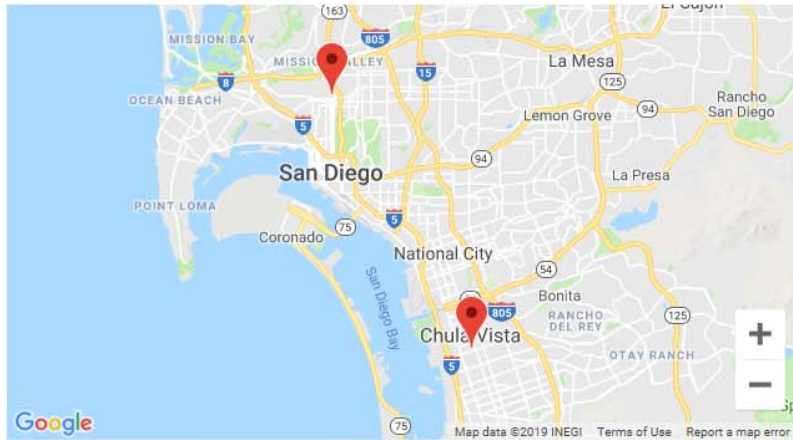 El Cajon
163
MISSION BAY
805
MISSION VALLEY
La Mesa
8
15
125
OCEAN BEACH
94
Rancho
San Diego
5
Lemon Grove
94
San Diego
La Presa
POINT LOMA
75
5
Coronado
National City
San Diego Bay
54
Bonita
805
125
RANCHO
DEL REY
Chula Vista
OTAY RANCH
5
+
−
Google
75
Map data ©2019 INEGI Terms of Use Report a map error